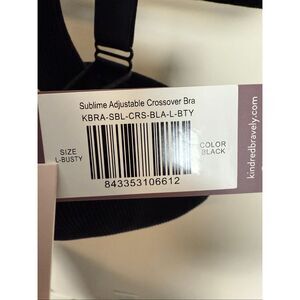 Sublime Adjustable Crossover Bra
KBRA-SBL-CRS-BLA-L-BTY
SIZE
L-BUSTY
COLOR
BLACK
843353106612
kindredbravely.com